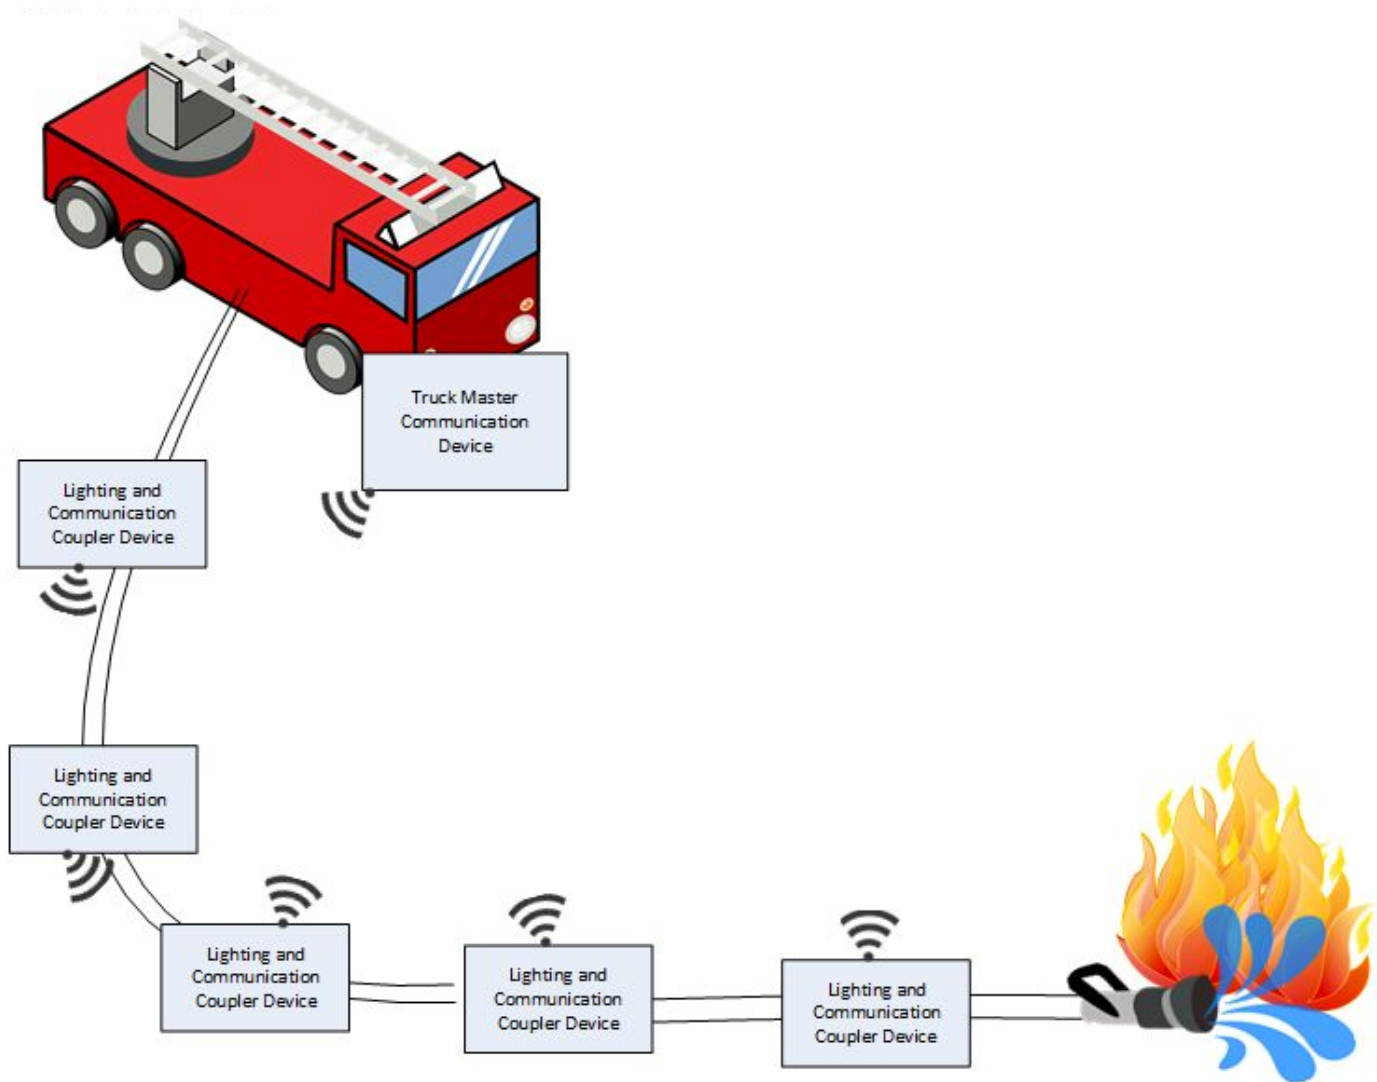 Truck Master
Communication
Device
Lighting and
Communication
Coupler Device
Lighting and
Communication
Coupler Device
Lighting and
Communication
Coupler Device
Lighting and
Communication
Coupler Device
Lighting and
Communication
Coupler Device